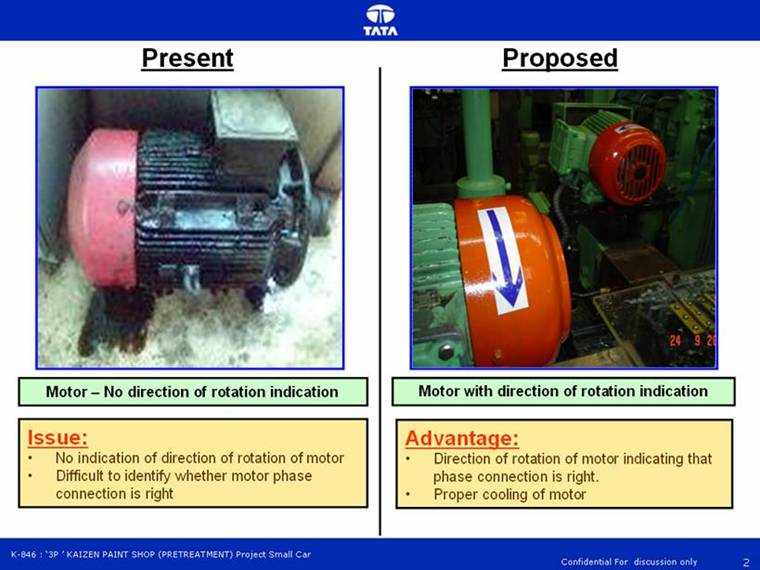 TATA
Present
Proposed
24 9 20
Motor – No direction of rotation indication
Motor with direction of rotation indication
Issue:
• No indication of direction of rotation of motor
• Difficult to identify whether motor phase
connection is right
Advantage:
• Direction of rotation of motor indicating that
phase connection is right.
• Proper cooling of motor
K-846 : ‘3P ’ KAIZEN PAINT SHOP (PRETREATMENT) Project Small Car
Confidential For discussion only
2